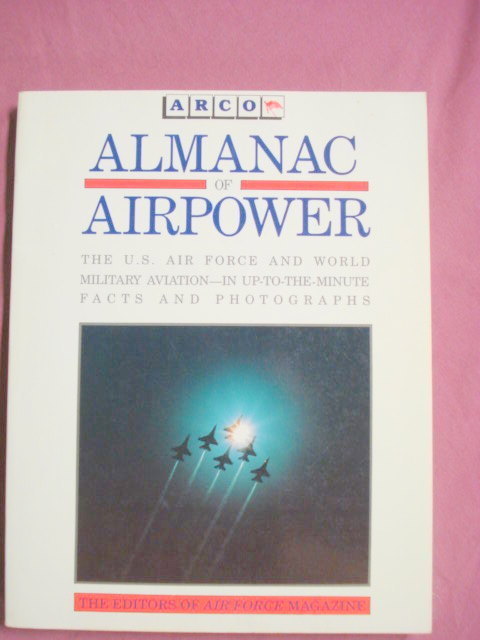 ARCO
ALMANAC
OF
AIRPOWER
THE U.S. AIR FORCE AND WORLD
MILITARY AVIATION—IN UP-TO-THE-MINUTE
FACTS AND PHOTOGRAPHS
THE EDITORS OF AIR FORCE MAGAZINE